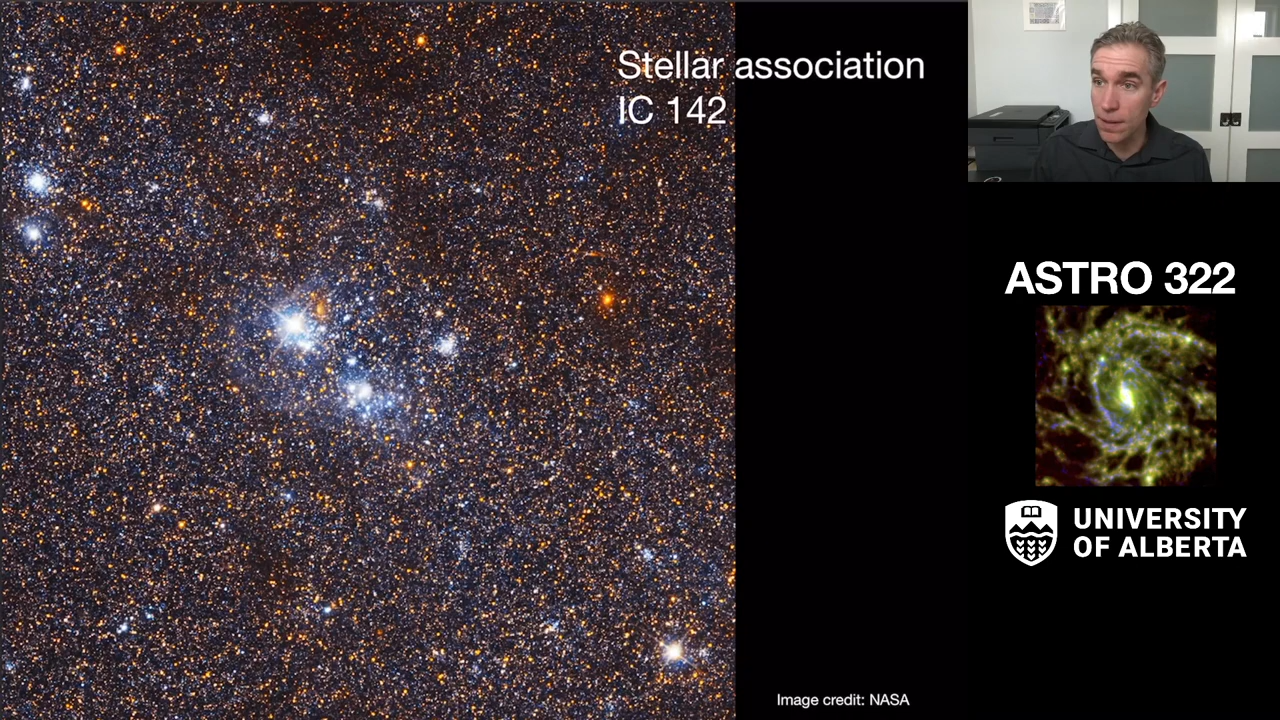 Stellar association
IC 142
ASTRO 322
UNIVERSITY
OF ALBERTA
Image credit: NASA